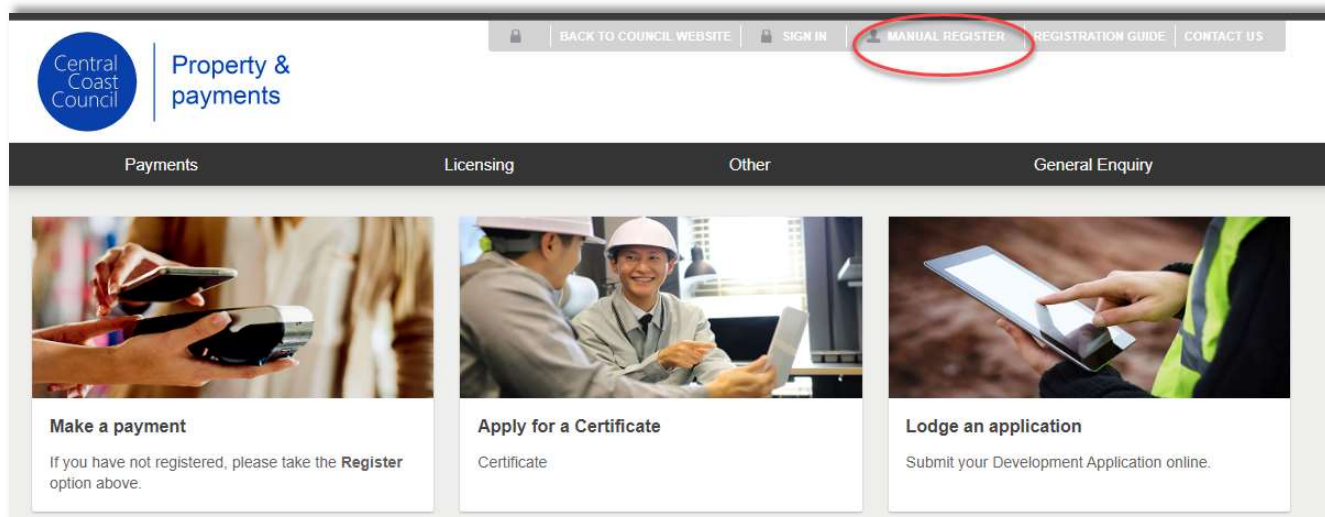 BACK TO COUNCIL WEBSITE SIGN IN MANUAL REGISTER REGISTRATION GUIDE CONTACT US
Central
Coast
Council
Property &
payments
Payments Licensing Other General Enquiry
Make a payment
If you have not registered, please take the Register
option above.
Apply for a Certificate
Certificate
Lodge an application
Submit your Development Application online.